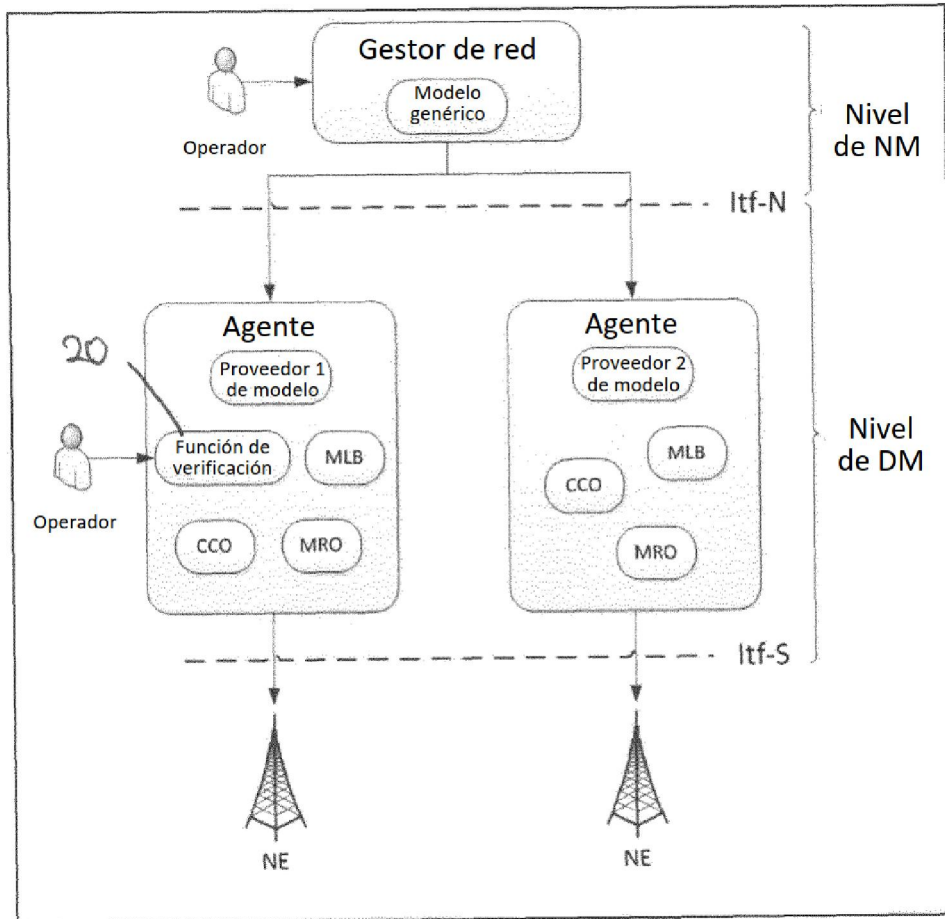 Gestor de red
Modelo
genérico
Operador
Nivel
de NM
Itf-N
Agente
Proveedor 1
de modelo
20
Función de
verificación
MLB
Operador
CCO
MRO
Agente
Proveedor 2
de modelo
MLB
CCO
MRO
Nivel
de DM
Itf-S
NE
NE